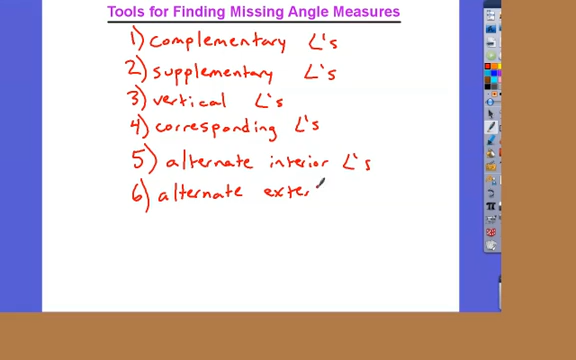 Tools for Finding Missing Angle Measures
1) complementary ∠'s
2) supplementary ∠'s
3) vertical ∠'s
4) corresponding ∠'s
5) alternate interior ∠'s
6) alternate exter